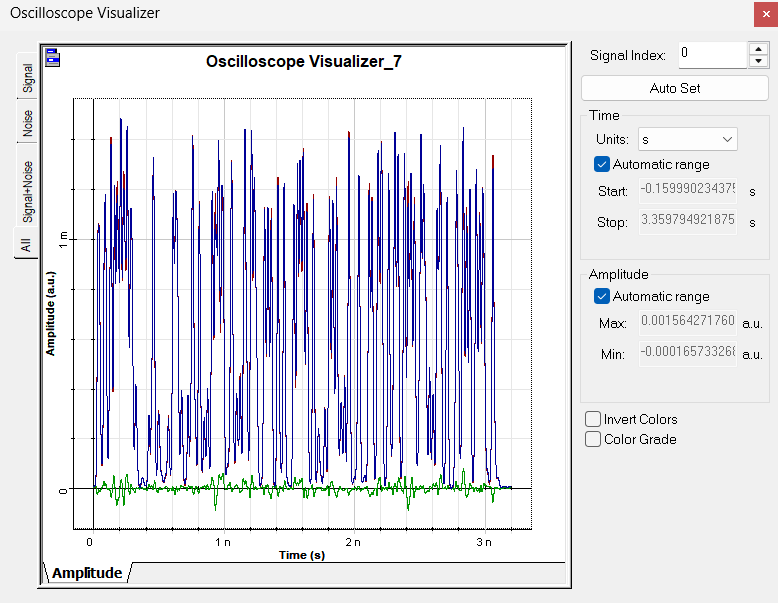 Oscilloscope Visualizer
Signal
Noise
Signal+Noise
All
Oscilloscope Visualizer_7
Amplitude (a.u.)
1 m
0
0
1 n
2 n
3 n
Time (s)
Amplitude
Signal Index: 0
Auto Set
Time
Units: s
Automatic range
Start: -0.159990234375 s
Stop: 3.359794921875 s
Amplitude
Automatic range
Max: 0.001564271760 a.u.
Min: -0.000165733266 a.u.
Invert Colors
Color Grade